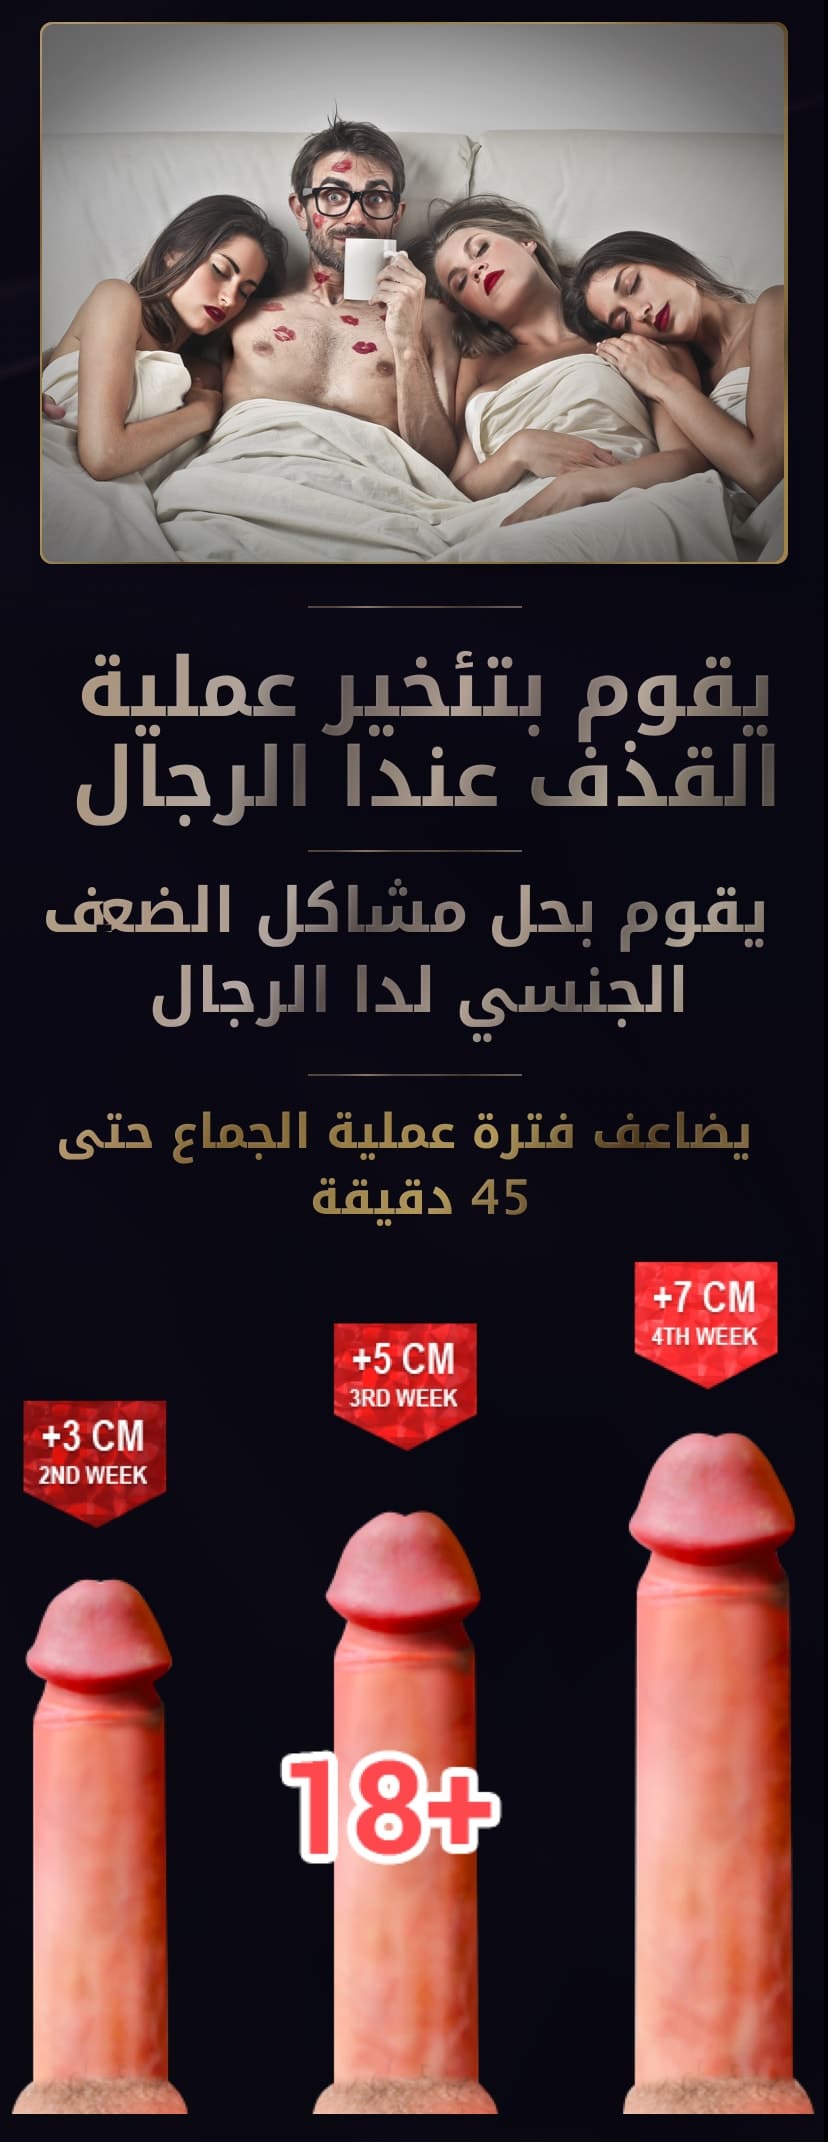 يقوم بتئخير عملية
القذف عندا الرجال
يقوم بحل مشاكل الضعف
الجنسي لدا الرجال
يضاعف فترة عملية الجماع حتى
45 دقيقة
+7 CM
4TH WEEK
+5 CM
3RD WEEK
+3 CM
2ND WEEK
18+